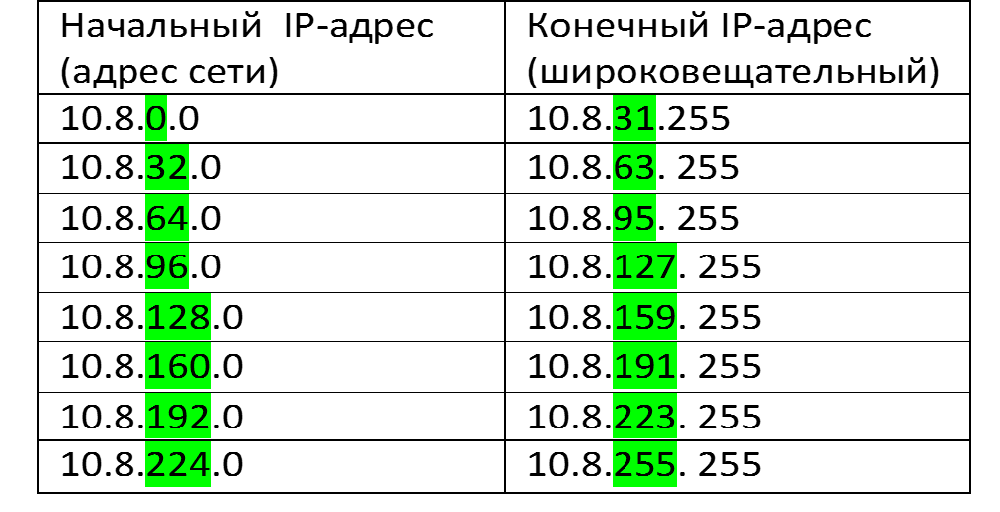 Начальный IP-адрес (адрес сети) Конечный IP-адрес (широковещательный)
10.8.0.0 10.8.31.255
10.8.32.0 10.8.63. 255
10.8.64.0 10.8.95. 255
10.8.96.0 10.8.127. 255
10.8.128.0 10.8.159. 255
10.8.160.0 10.8.191. 255
10.8.192.0 10.8.223. 255
10.8.224.0 10.8.255. 255